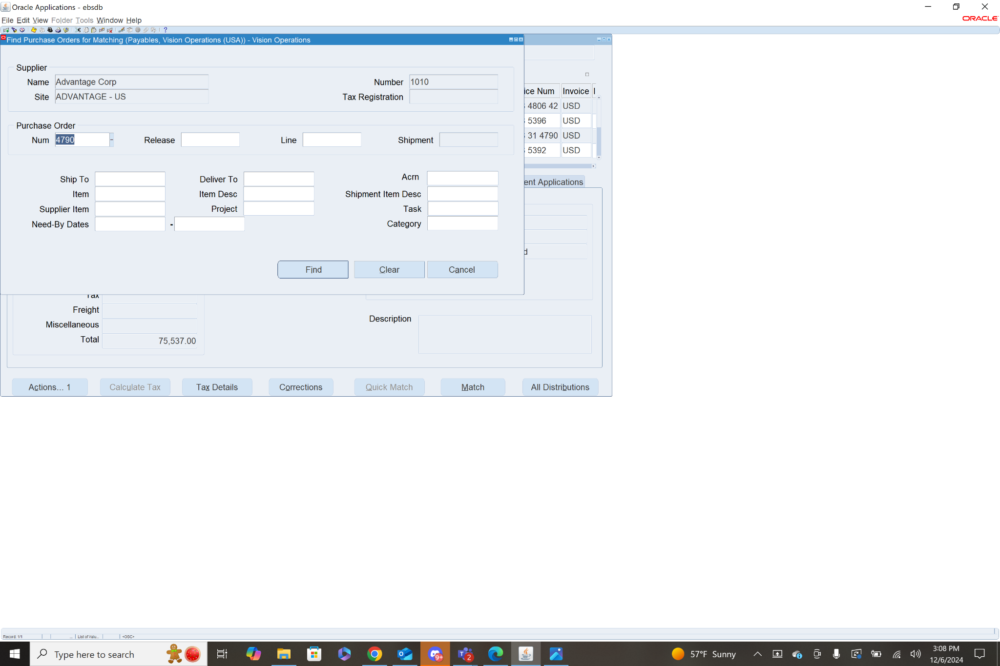 Oracle Applications - ebsdb
File Edit View Folder Tools Window Help
ORACLE
Find Purchase Orders for Matching (Payables, Vision Operations (USA)) - Vision Operations
Supplier
Name Advantage Corp Number 1010
Site ADVANTAGE - US Tax Registration
ice Num Invoice
4806 42 USD
5396 USD
31 4790 USD
5392 USD
Purchase Order
Num 4790 Release Line Shipment
Ship To Deliver To Acrn
Item Item Desc Shipment Item Desc
Supplier Item Project Task
Need-By Dates - Category
ent Applications
d
Find Clear Cancel
Tax
Freight
Miscellaneous
Total 75,537.00
Description
Actions... 1 Calculate Tax Tax Details Corrections Quick Match Match All Distributions
Record: 1/1 ... List of Valu... <OSC>
Type here to search
9+
2
57°F Sunny
3:08 PM
12/6/2024